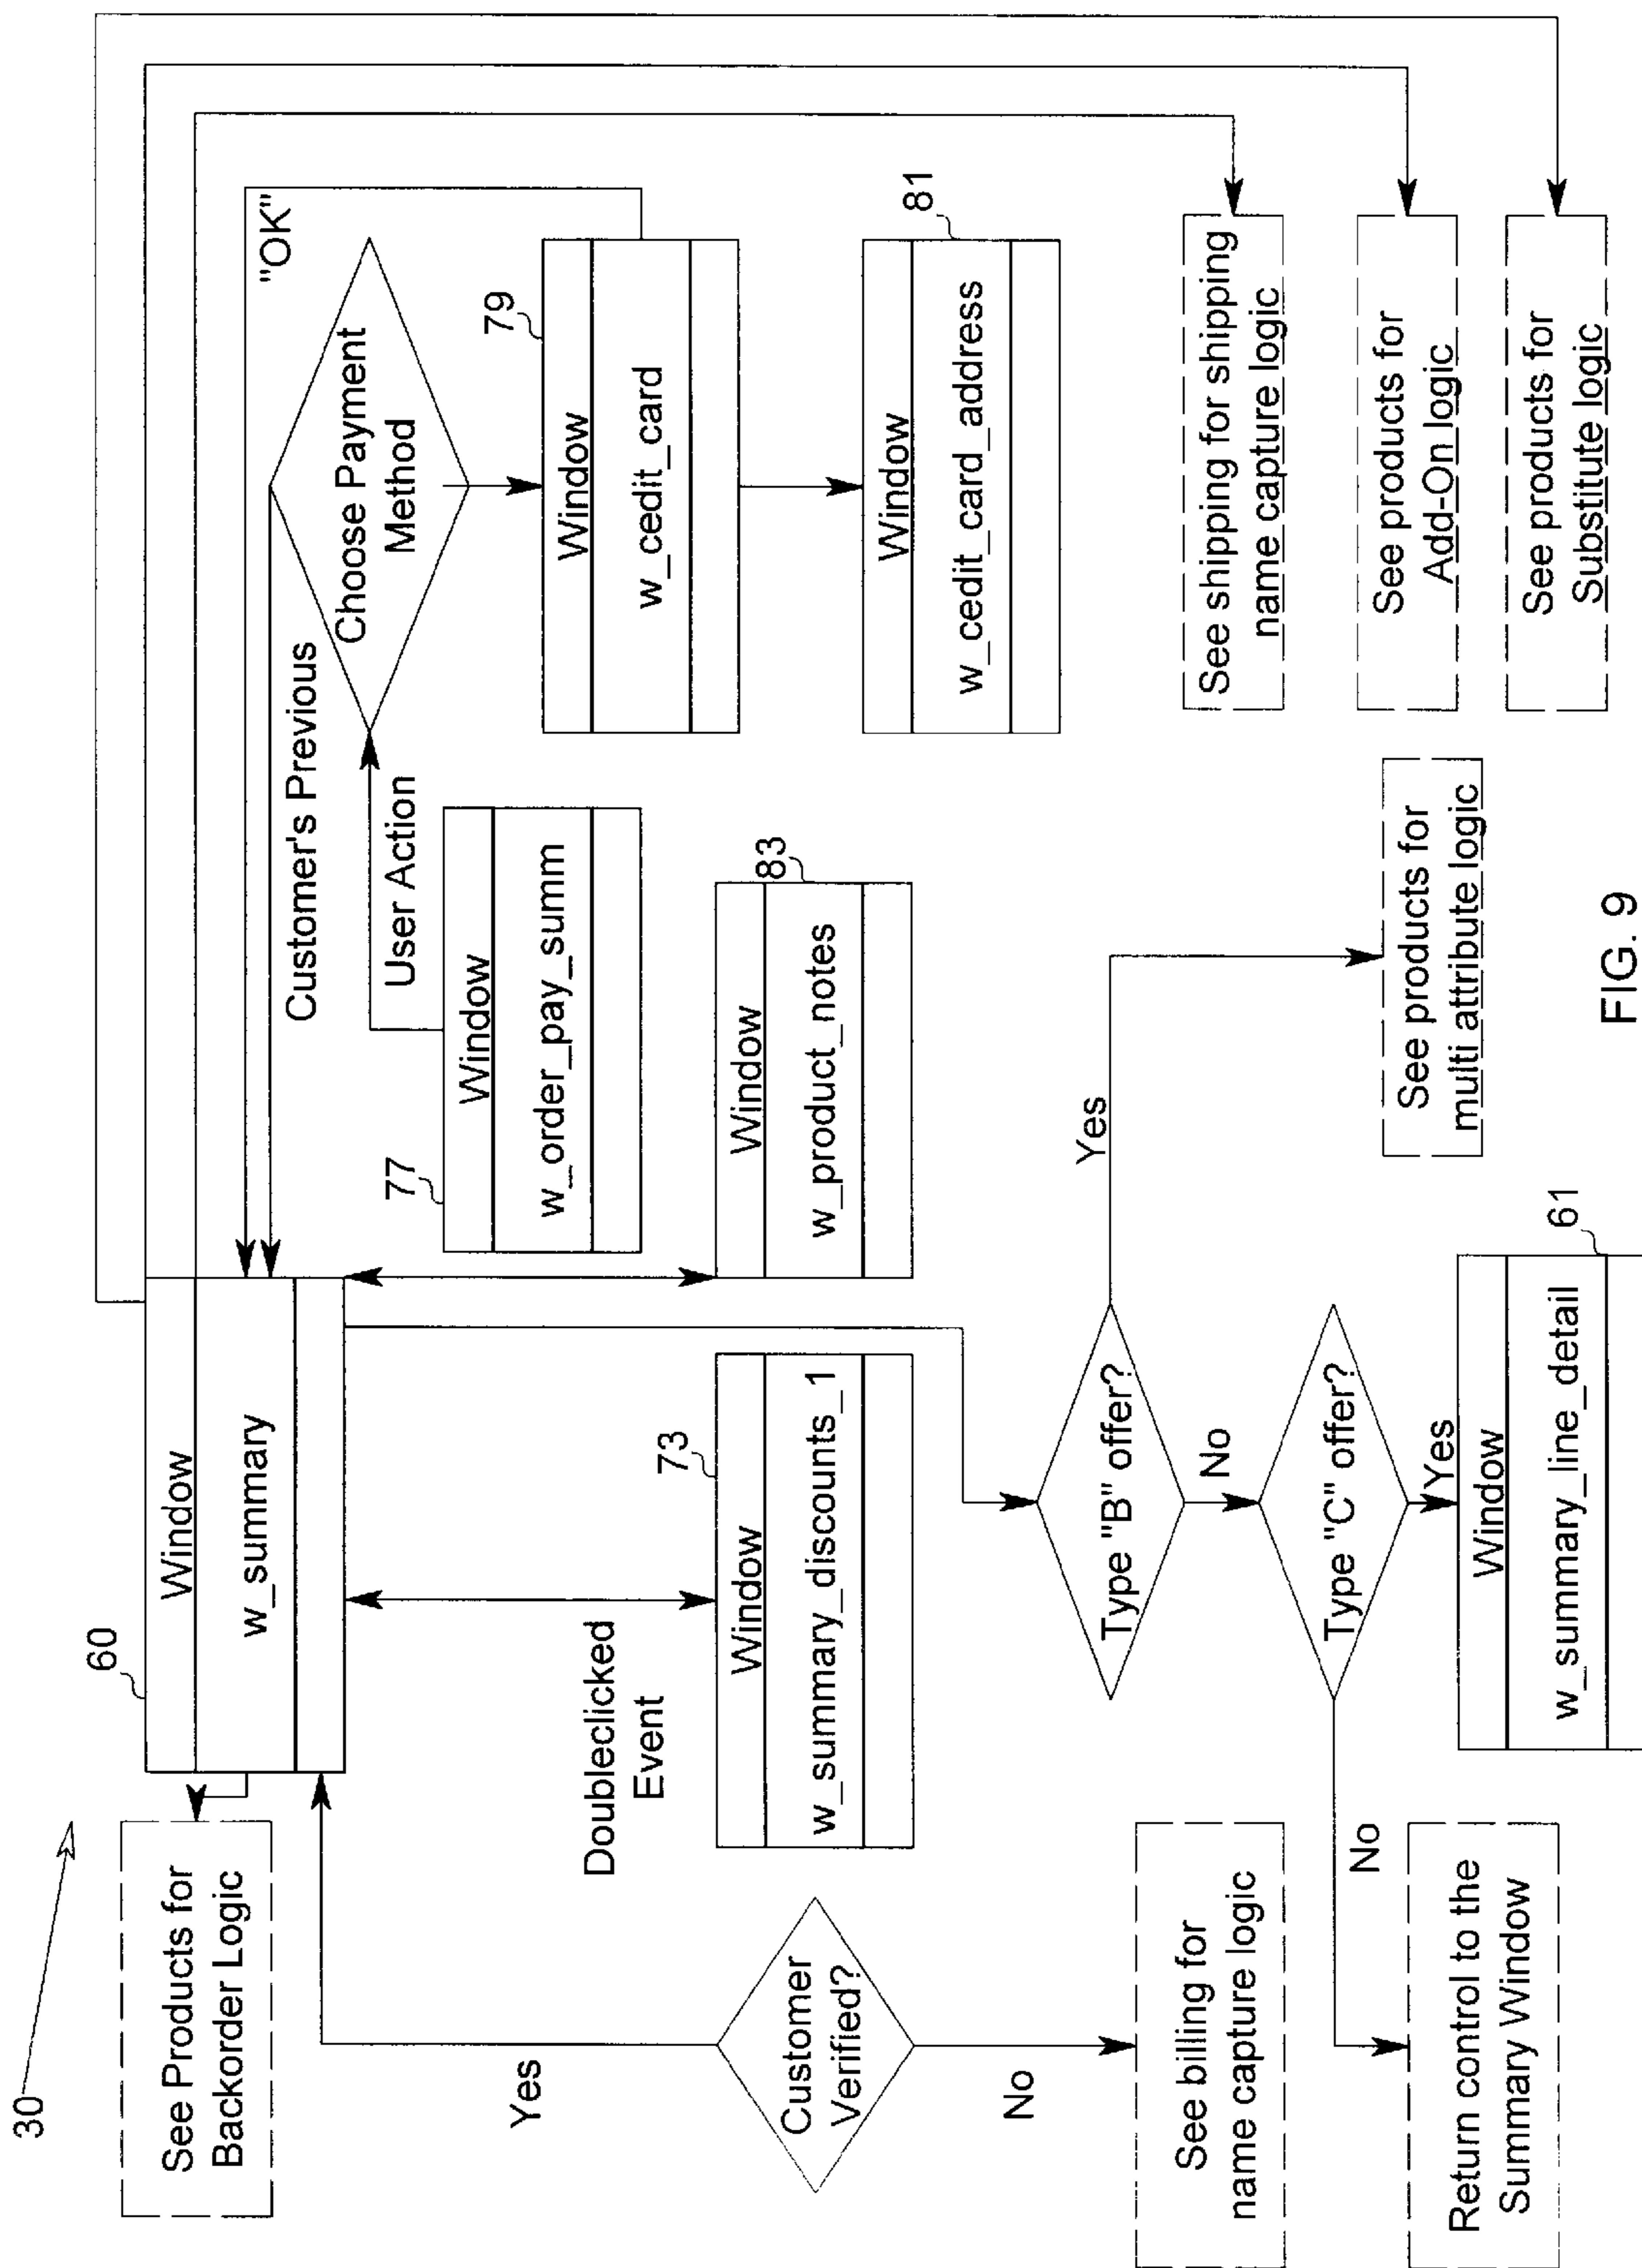 30
60
See Products for
Backorder Logic
Window
w_summary
"OK"
Customer's Previous
Choose Payment
Method
User Action
77
Window
w_order_pay_summ
79
Window
w_cedit_card
Yes
Doubleclicked
Event
73
Window
w_summary_discounts_1
Window
83
w_product_notes
81
Window
w_cedit_card_address
Customer
Verified?
No
Type "B" offer?
Yes
No
See shipping for shipping
name capture logic
See billing for
name capture logic
Type "C" offer?
No
Yes
See products for
multi attribute logic
See products for
Add-On logic
Return control to the
Summary Window
Window
61
w_summary_line_detail
See products for
Substitute logic
FIG. 9